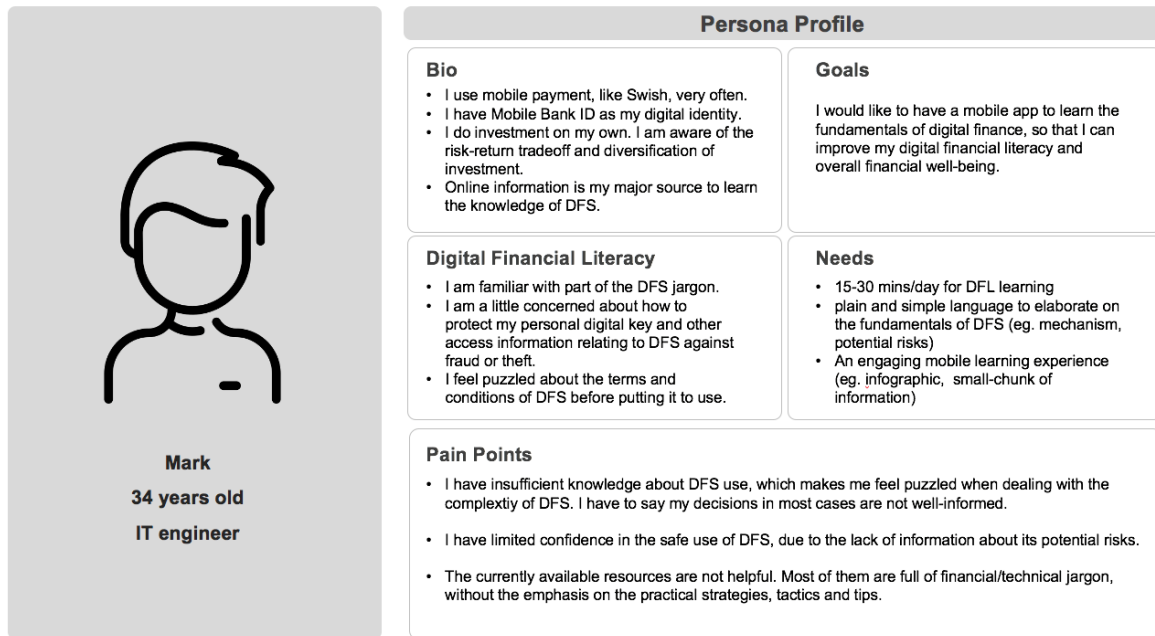 Persona Profile
Mark
34 years old
IT engineer
Bio
• I use mobile payment, like Swish, very often.
• I have Mobile Bank ID as my digital identity.
• I do investment on my own. I am aware of the
risk-return tradeoff and diversification of
investment.
• Online information is my major source to learn
the knowledge of DFS.
Goals
I would like to have a mobile app to learn the
fundamentals of digital finance, so that I can
improve my digital financial literacy and
overall financial well-being.
Digital Financial Literacy
• I am familiar with part of the DFS jargon.
• I am a little concerned about how to
protect my personal digital key and other
access information relating to DFS against
fraud or theft.
• I feel puzzled about the terms and
conditions of DFS before putting it to use.
Needs
• 15-30 mins/day for DFL learning
• plain and simple language to elaborate on
the fundamentals of DFS (eg. mechanism,
potential risks)
• An engaging mobile learning experience
(eg. infographic, small-chunk of
information)
Pain Points
• I have insufficient knowledge about DFS use, which makes me feel puzzled when dealing with the
complextiy of DFS. I have to say my decisions in most cases are not well-informed.
• I have limited confidence in the safe use of DFS, due to the lack of information about its potential risks.
• The currently available resources are not helpful. Most of them are full of financial/technical jargon,
without the emphasis on the practical strategies, tactics and tips.